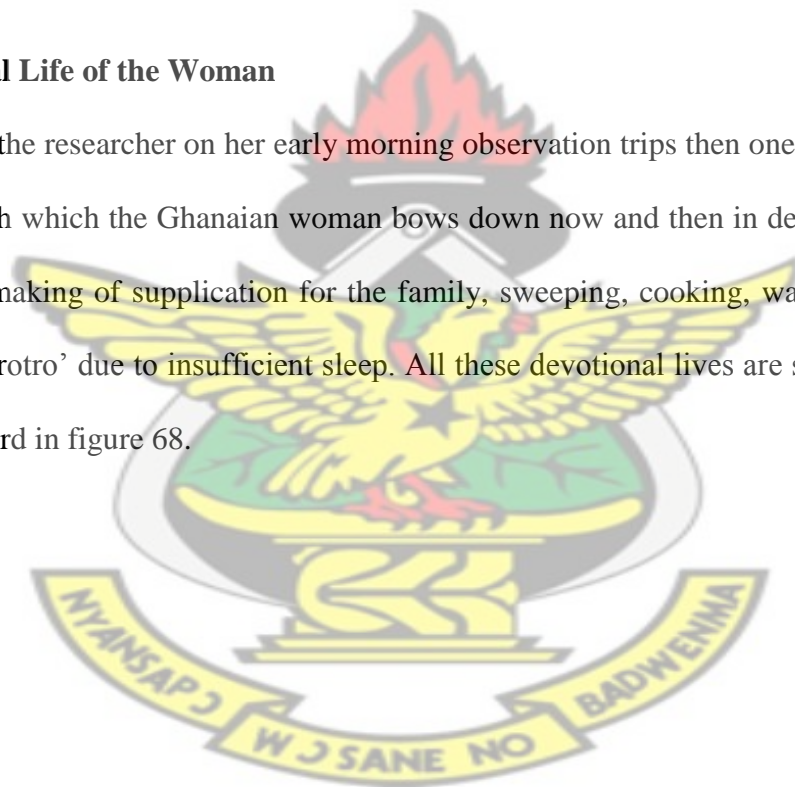 l Life of the Woman
the researcher on her early morning observation trips then one
h which the Ghanaian woman bows down now and then in de
making of supplication for the family, sweeping, cooking, wa
rotro’ due to insufficient sleep. All these devotional lives are s
rd in figure 68.
NYANSAPƆ
WƆSANE NO
BADWENMA